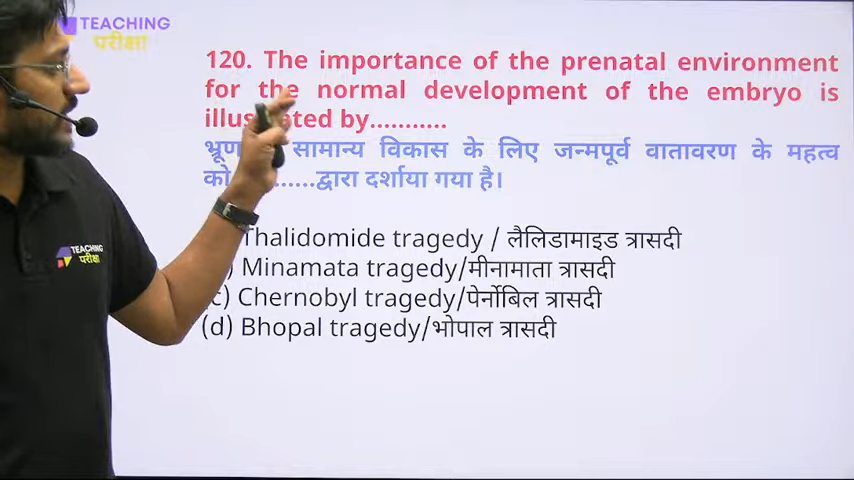 TEACHING
परीक्षा
120. The importance of the prenatal environment
for the normal development of the embryo is
illustrated by...........
भ्रूण सामान्य विकास के लिए जन्मपूर्व वातावरण के महत्व
को .......द्वारा दर्शाया गया है।
Thalidomide tragedy / लैलिडामाइड त्रासदी
) Minamata tragedy/मीनामाता त्रासदी
(c) Chernobyl tragedy/पेर्नोबिल त्रासदी
(d) Bhopal tragedy/भोपाल त्रासदी
TEACHING
परीक्षा